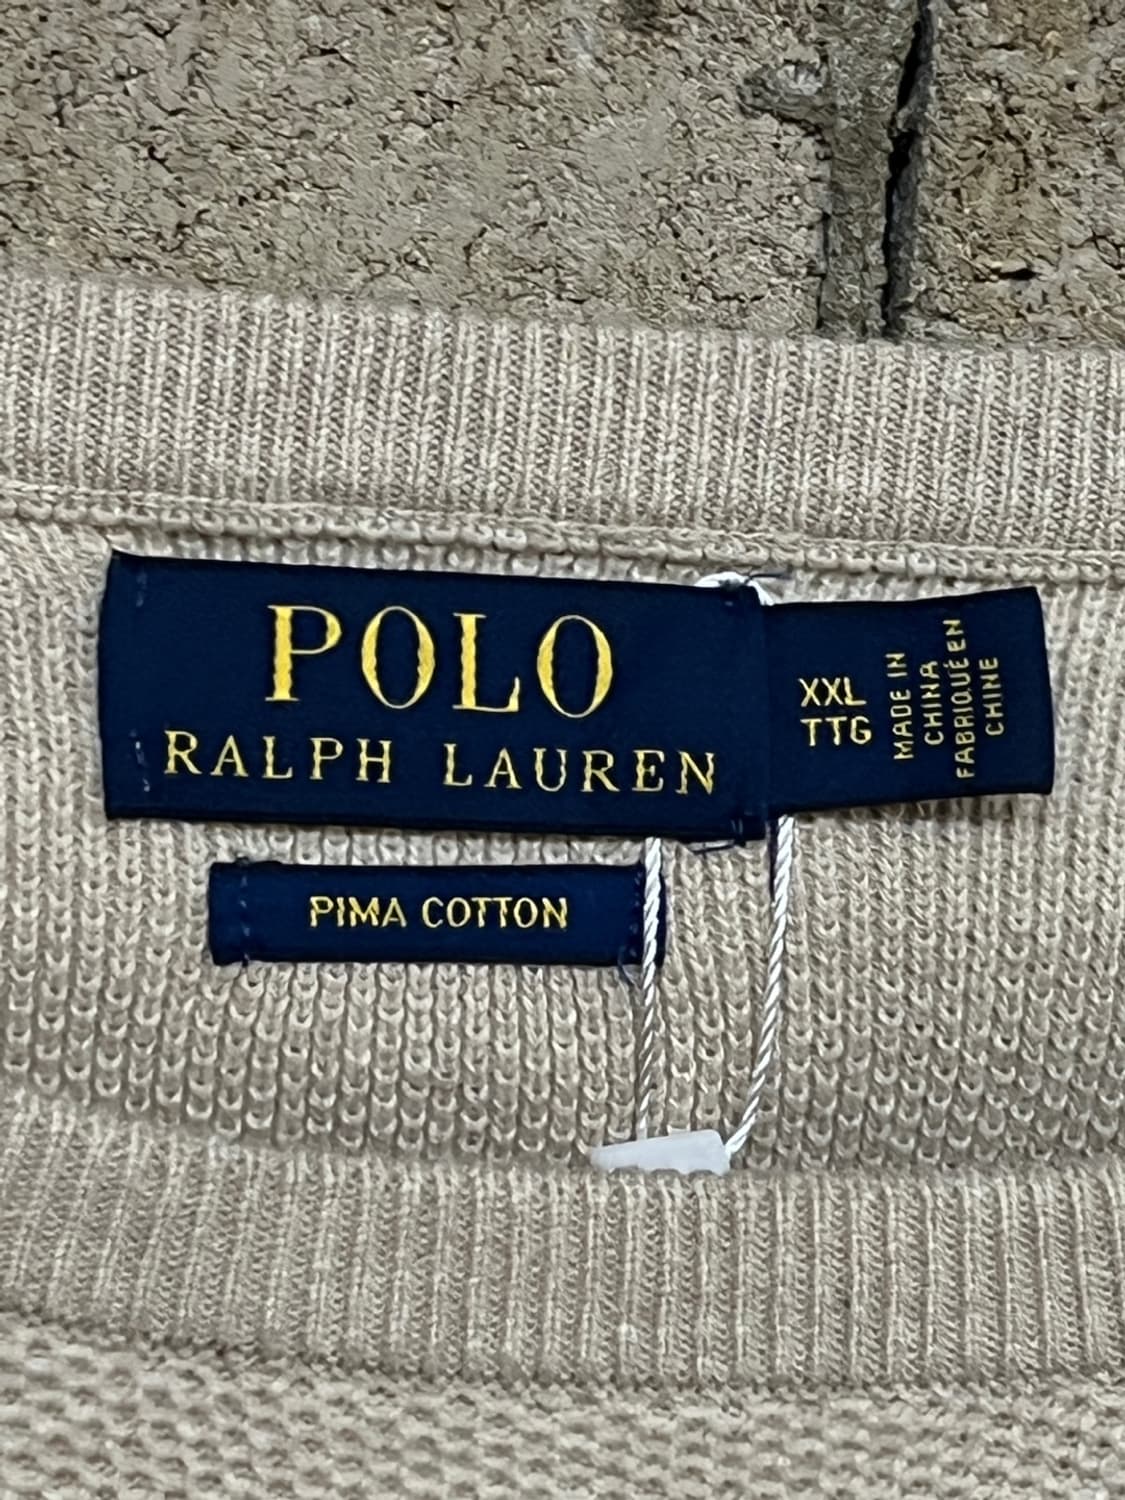 POLO
RALPH LAUREN
XXL
TTG
MADE IN
CHINA
FABRIQUÉ EN
CHINE
PIMA COTTON